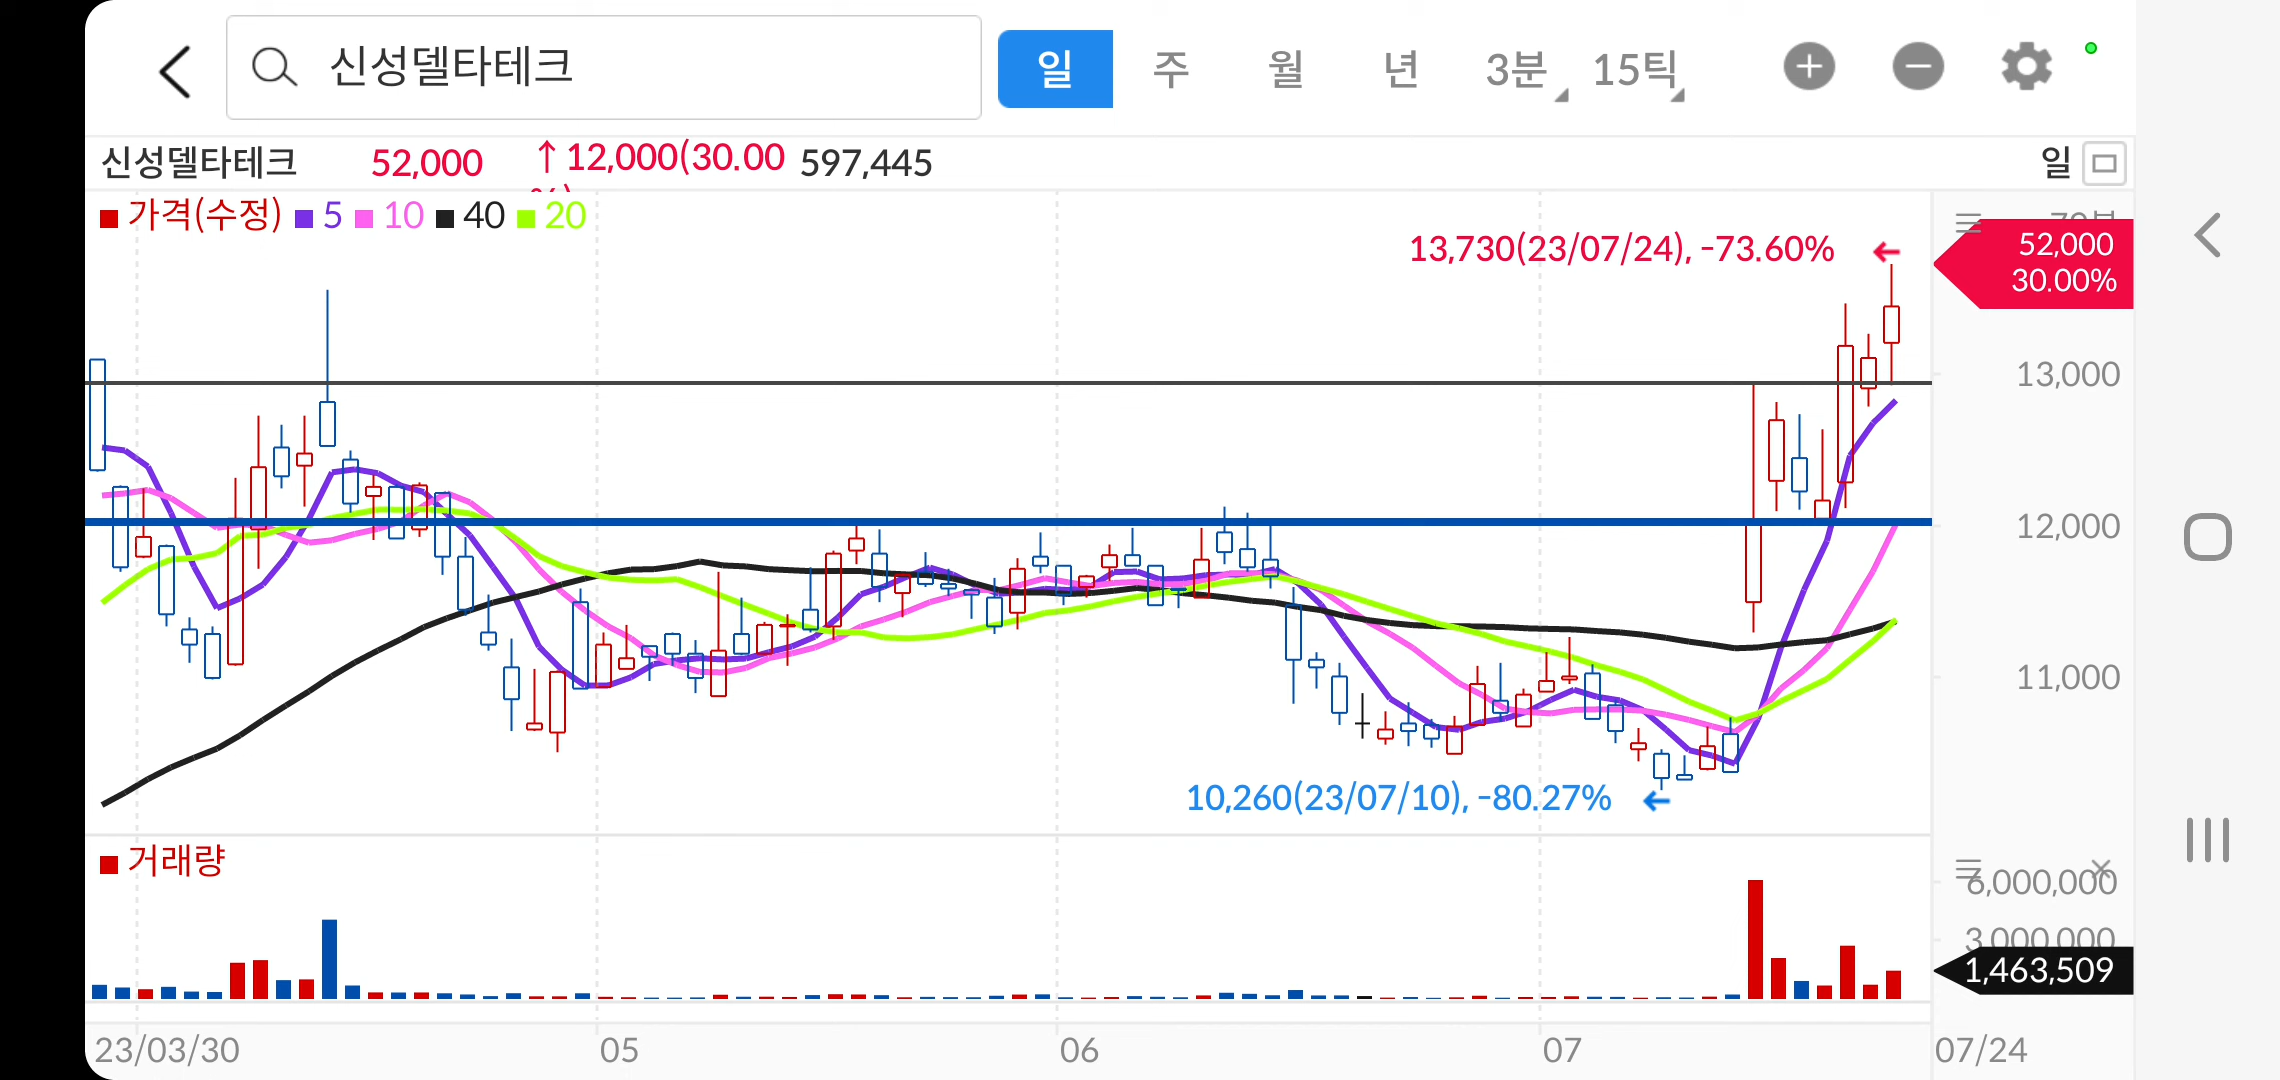 신성델타테크
일 주 월 년 3분 15틱
신성델타테크 52,000 ↑12,000(30.00 597,445 일
가격(수정) 5 10 40 20
13,730(23/07/24), -73.60% ←
52,000
30.00%
13,000
12,000
11,000
10,260(23/07/10), -80.27% ←
거래량
6,000,000
3,000,000
1,463,509
23/03/30 05 06 07 07/24